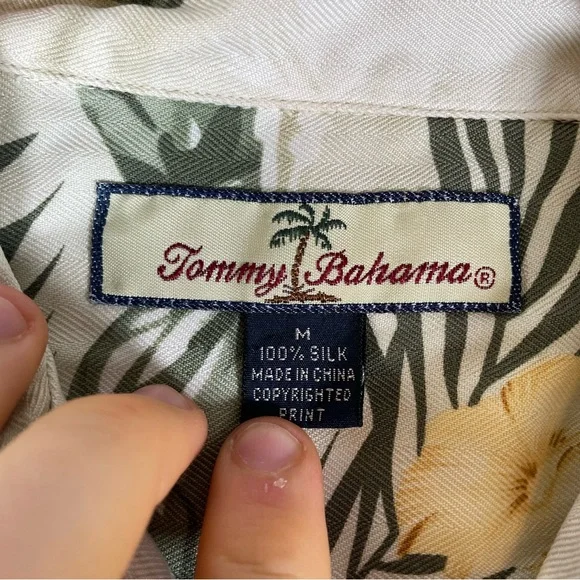 Tommy Bahama®
M
100% SILK
MADE IN CHINA
COPYRIGHTED
PRINT